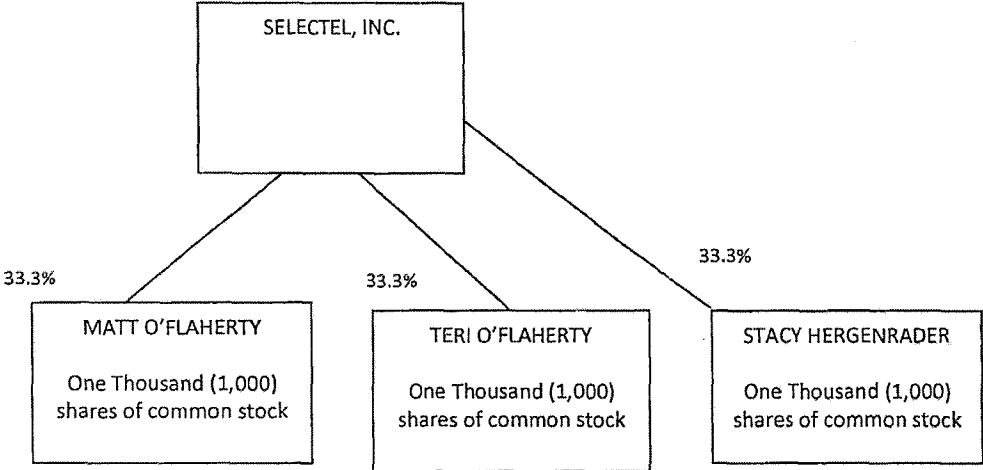 SELECTEL, INC.
33.3%
33.3%
33.3%
MATT O'FLAHERTY
One Thousand (1,000)
shares of common stock
TERI O'FLAHERTY
One Thousand (1,000)
shares of common stock
STACY HERGENRADER
One Thousand (1,000)
shares of common stock